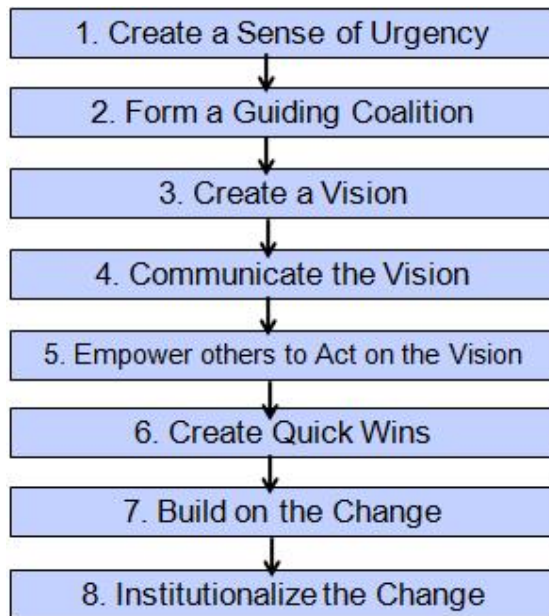 1. Create a Sense of Urgency
2. Form a Guiding Coalition
3. Create a Vision
4. Communicate the Vision
5. Empower others to Act on the Vision
6. Create Quick Wins
7. Build on the Change
8. Institutionalize the Change